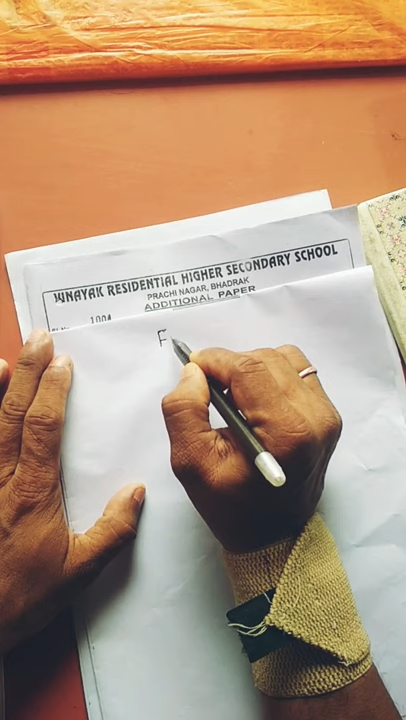 VINAYAK RESIDENTIAL HIGHER SECONDARY SCHOOL
PRACHI NAGAR, BHADRAK
ADDITIONAL PAPER
1004
F